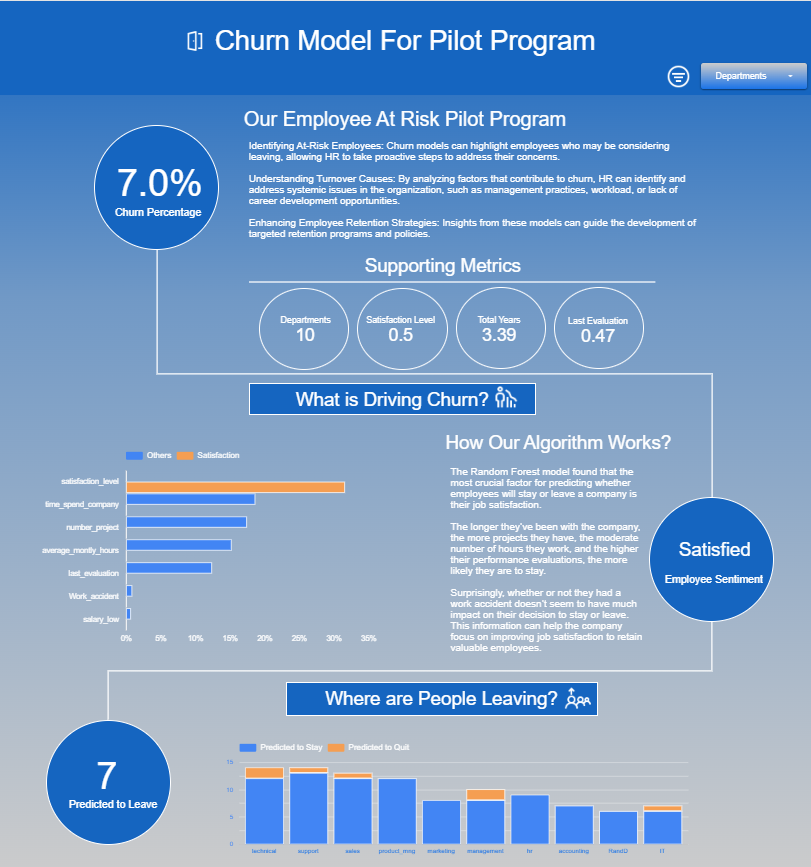 Churn Model For Pilot Program
Departments
Our Employee At Risk Pilot Program
Identifying At-Risk Employees: Churn models can highlight employees who may be considering
leaving, allowing HR to take proactive steps to address their concerns.
Understanding Turnover Causes: By analyzing factors that contribute to churn, HR can identify and
address systemic issues in the organization, such as management practices, workload, or lack of
career development opportunities.
Enhancing Employee Retention Strategies: Insights from these models can guide the development of
targeted retention programs and policies.
7.0%
Churn Percentage
Supporting Metrics
Departments
10
Satisfaction Level
0.5
Total Years
3.39
Last Evaluation
0.47
What is Driving Churn?
Others
Satisfaction
satisfaction_level
time_spend_company
number_project
average_montly_hours
last_evaluation
Work_accident
salary_low
0% 5% 10% 15% 20% 25% 30% 35%
How Our Algorithm Works?
The Random Forest model found that the
most crucial factor for predicting whether
employees will stay or leave a company is
their job satisfaction.
The longer they've been with the company,
the more projects they have, the moderate
number of hours they work, and the higher
their performance evaluations, the more
likely they are to stay.
Surprisingly, whether or not they had a
work accident doesn't seem to have much
impact on their decision to stay or leave.
This information can help the company
focus on improving job satisfaction to retain
valuable employees.
Satisfied
Employee Sentiment
Where are People Leaving?
7
Predicted to Leave
Predicted to Stay
Predicted to Quit
15
10
5
0
technical support sales product_mng marketing management hr accounting RandD IT